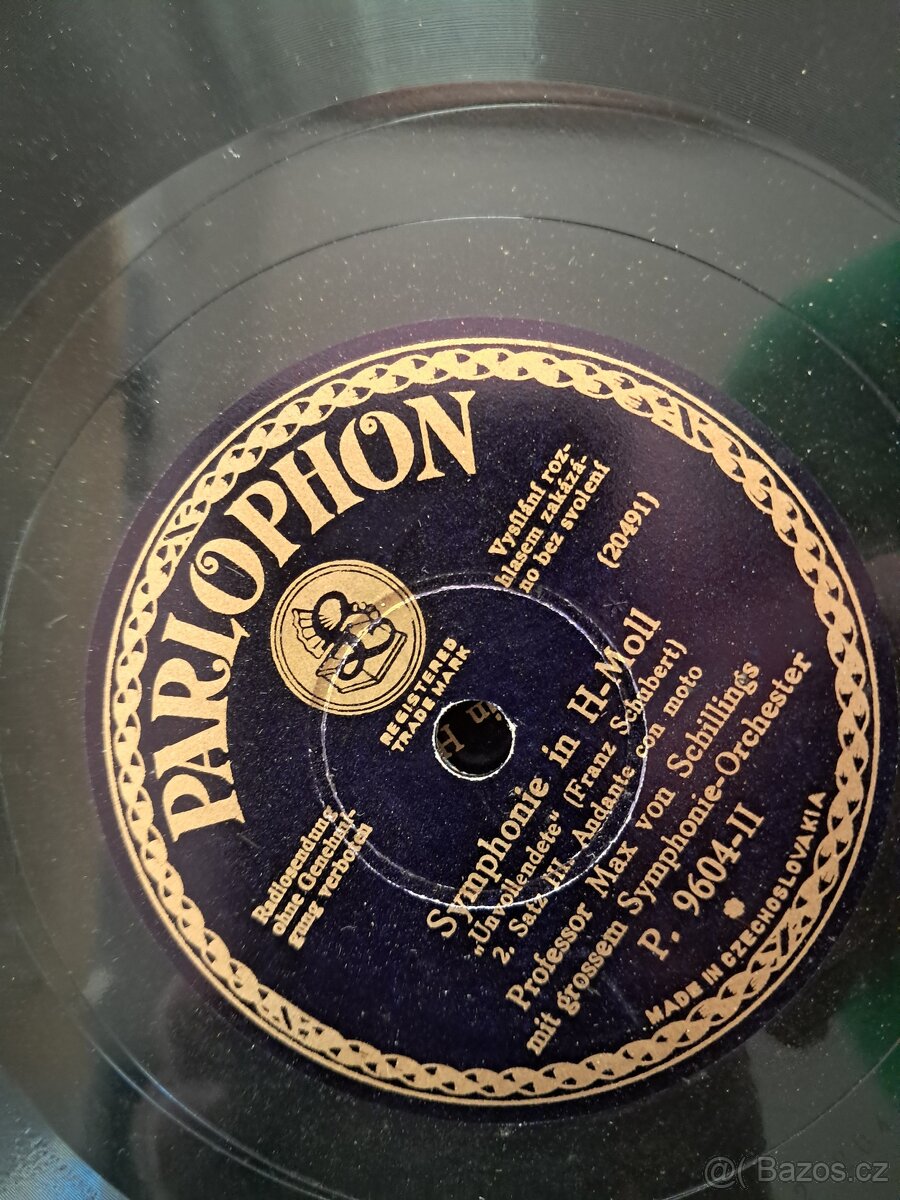 PARLOPHON
REGISTERED
TRADE MARK
Radiosendung
ohne Genehmi-
gung verboten
Vysílání roz-
hlasem zakázá-
no bez svolení
(20491)
Symphonie in H-Moll
„Unvollendete“ (Franz Schubert)
2. Satz III. Andante con moto
Professor Max von Schillings
mit grossem Symphonie-Orchester
P. 9604-II
MADE IN CZECHOSLOVAKIA
@( Bazos.cz